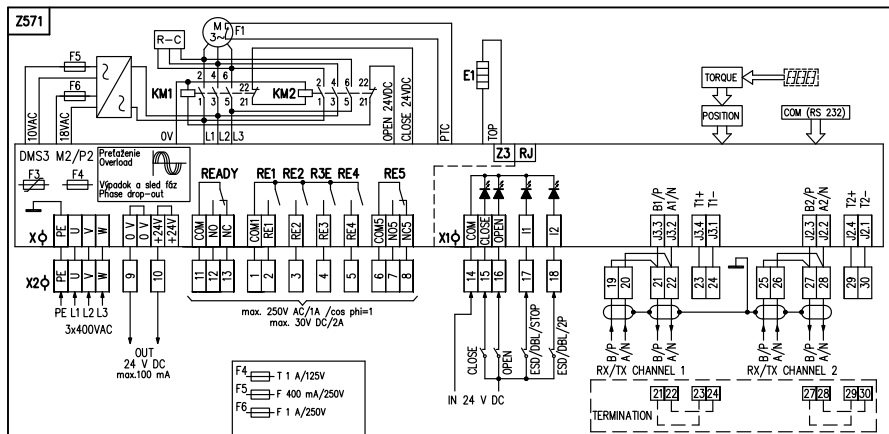 Z571
M
3~
F1
R-C
F5
F6
KM1
KM2
2 4 6 22
1 3 5 21
2 4 6 22
1 3 5 21
E1
TORQUE
POSITION
COM (RS 232)
10VAC
18VAC
0V
L1 L2 L3
OPEN 24VDC
CLOSE 24VDC
PTC
TOP
DMS3 M2/P2
F3
F4
Preťaženie
Overload
Výpadok a sled fáz
Phase drop-out
READY
RE1 RE2 R3E RE4
RE5
Z3 RJ
X
PE U V W
0 V
0 V
+24V
+24V
COM NO NC
COM1 RE1 RE2 RE3 RE4
COM5 NO5 NC5
X1
COM CLOSE OPEN I1 I2
B1/P A1/N T1+ T1-
J3.3 J3.2 J3.4 J3.1
B2/P A2/N T2+ T2-
J2.3 J2.2 J2.4 J2.1
X2
PE U V W
9 10
11 12 13
1 2 3 4 5
6 7 8
14 15 16 17 18
19 20 21 22 23 24
25 26 27 28 29 30
PE L1 L2 L3
3x400VAC
OUT
24 V DC
max.100 mA
max. 250V AC/1A /cos phi=1
max. 30V DC/2A
F4 T 1 A/125V
F5 F 400 mA/250V
F6 F 1 A/250V
CLOSE
OPEN
ESD/DBL/STOP
ESD/DBL/2P
IN 24 V DC
B/P A/N B/P A/N
RX/TX CHANNEL 1
B/P A/N B/P A/N
RX/TX CHANNEL 2
21 22 23 24
27 28 29 30
TERMINATION